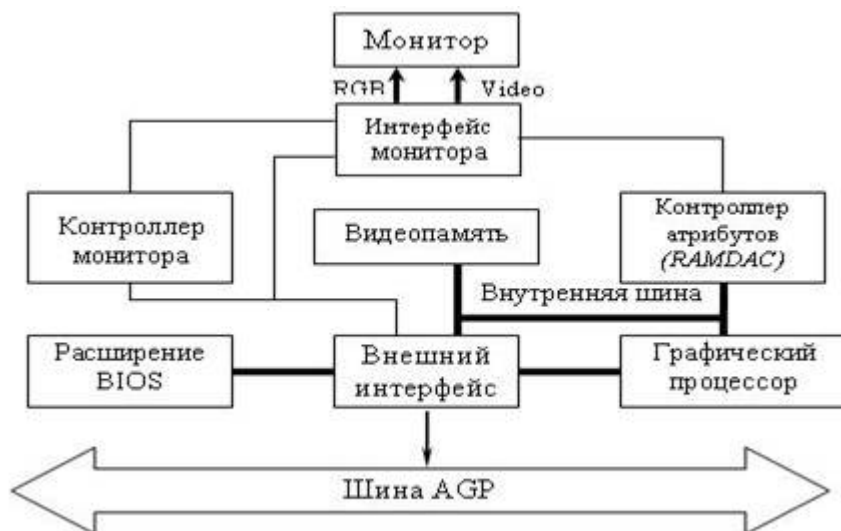 Монитор
RGB
Video
Интерфейс
монитора
Контроллер
монитора
Видеопамять
Контроллер
атрибутов
(RAMDAC)
Внутренняя шина
Расширение
BIOS
Внешний
интерфейс
Графический
процессор
Шина AGP